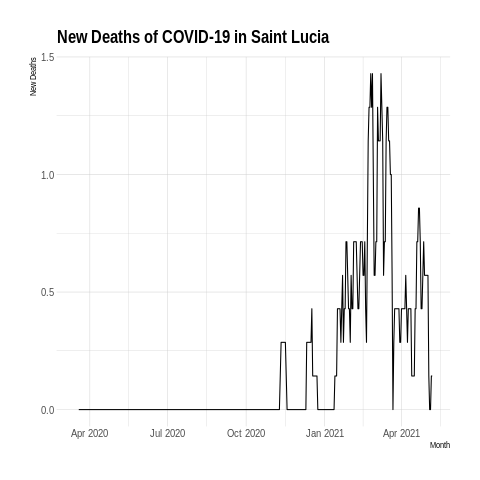 New Deaths of COVID-19 in Saint Lucia
New Deaths
1.5
1.0
0.5
0.0
Apr 2020 Jul 2020 Oct 2020 Jan 2021 Apr 2021
Month